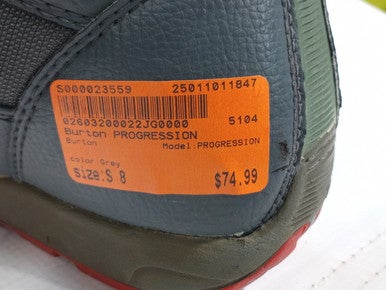 S000023559 25011011847
02603200022JG0000 5104
Burton PROGRESSION
Burton Model: PROGRESSION
color: Grey
Size: S 8 $74.99